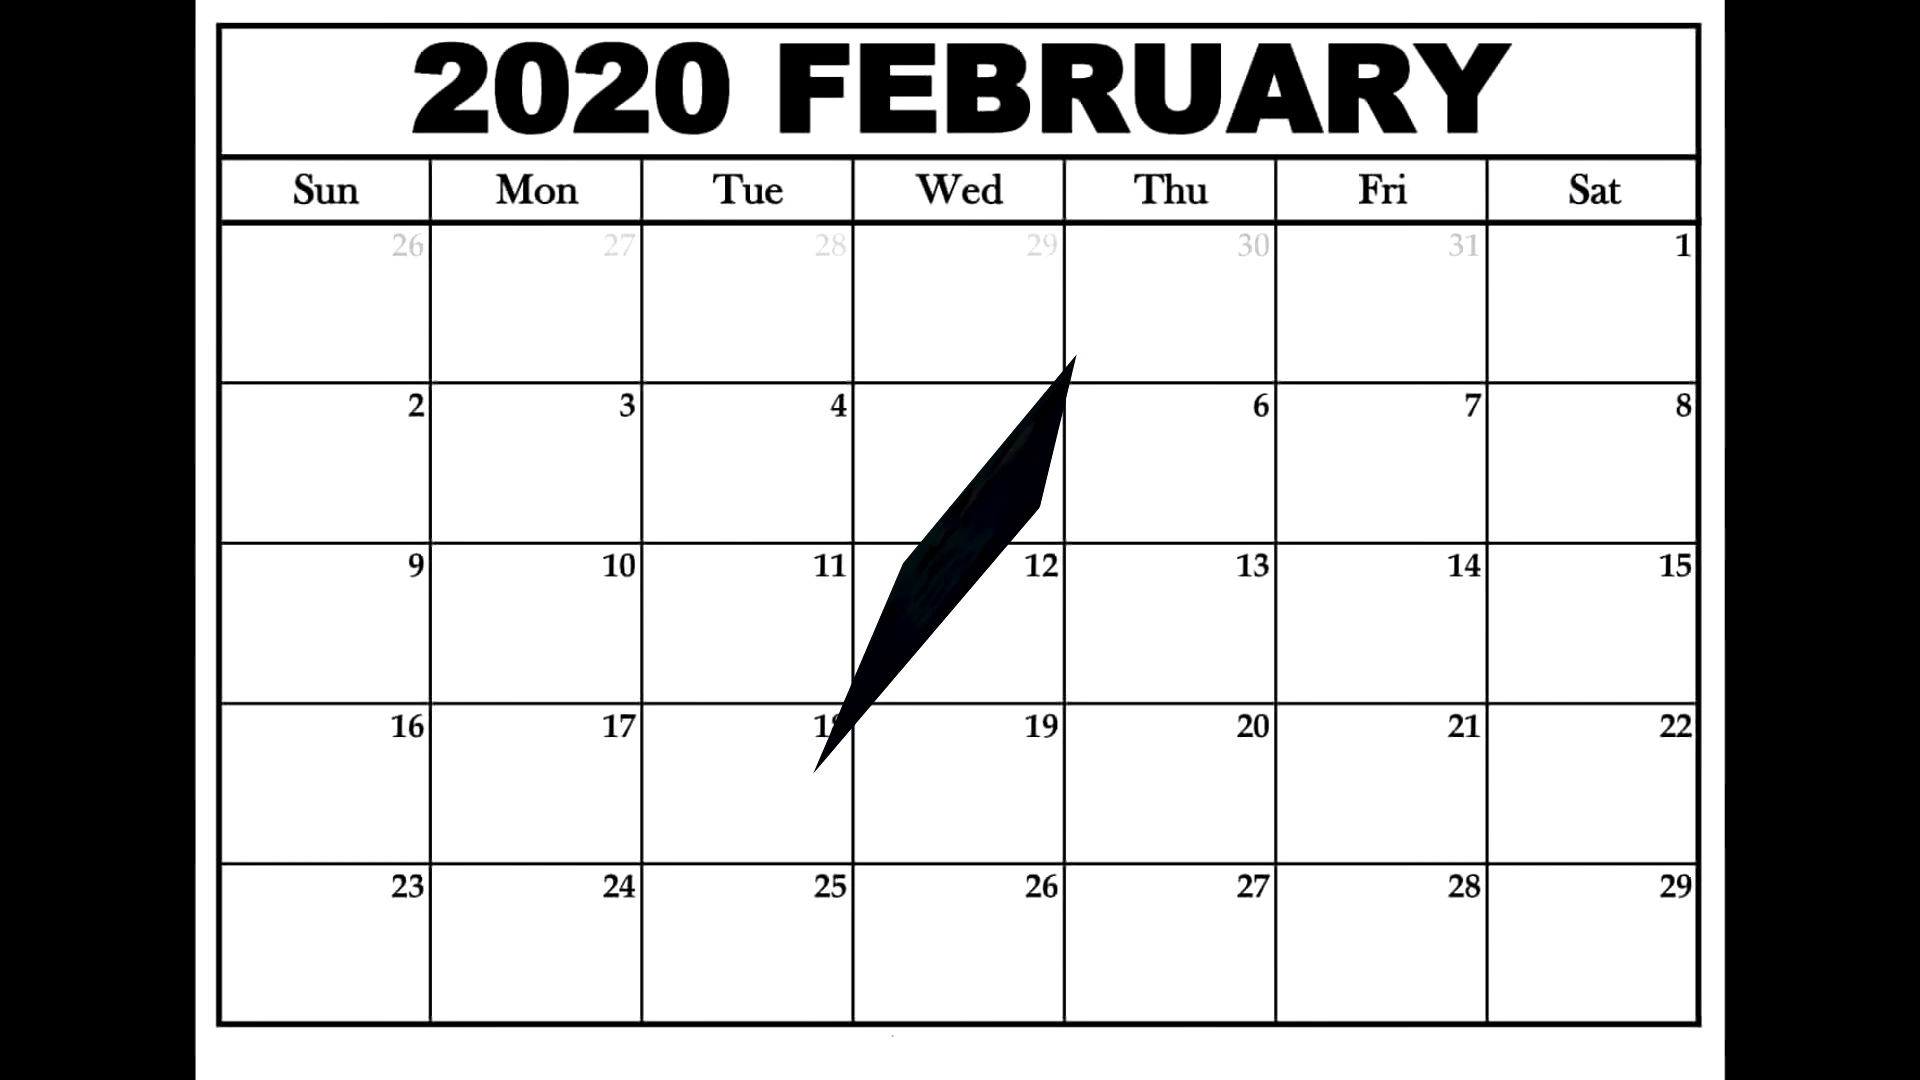 2020 FEBRUARY
Sun Mon Tue Wed Thu Fri Sat
26 27 28 29 30 31 1
2 3 4 6 7 8
9 10 11 12 13 14 15
16 17 19 20 21 22
23 24 25 26 27 28 29